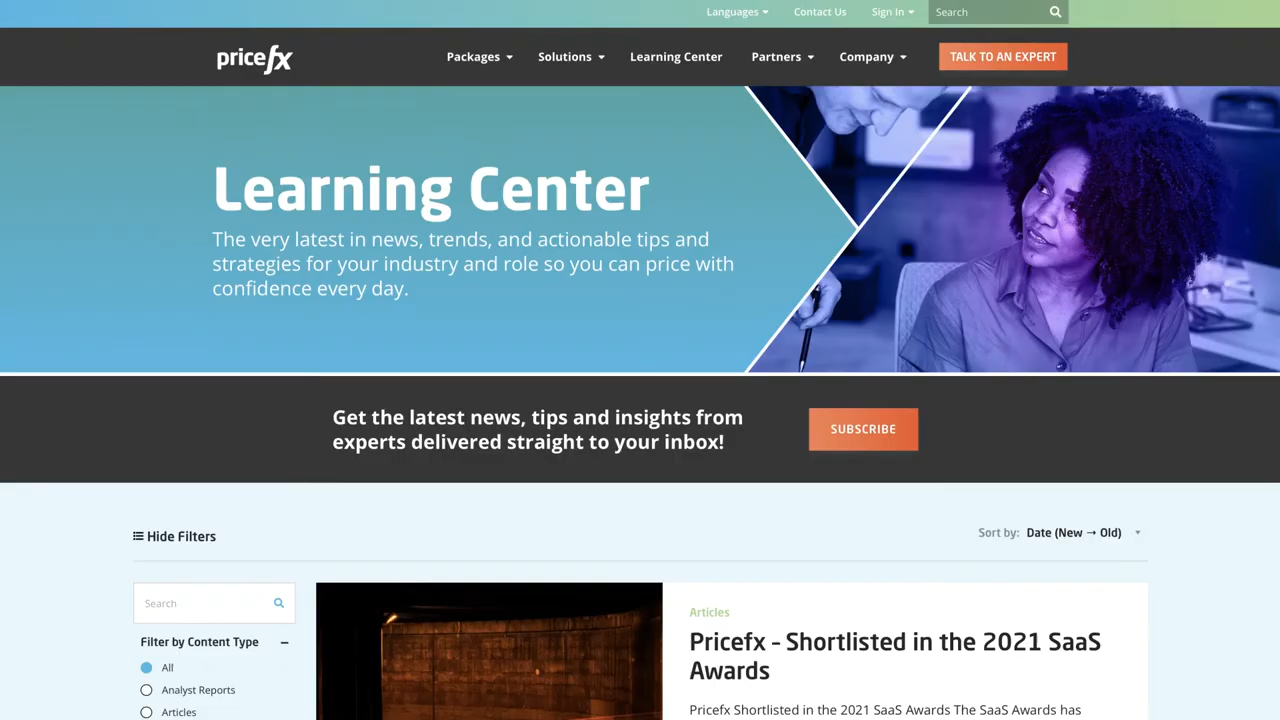 Languages
Contact Us
Sign In
Search
pricefx
Packages
Solutions
Learning Center
Partners
Company
TALK TO AN EXPERT
Learning Center
The very latest in news, trends, and actionable tips and
strategies for your industry and role so you can price with
confidence every day.
Get the latest news, tips and insights from
experts delivered straight to your inbox!
SUBSCRIBE
Hide Filters
Sort by: Date (New → Old)
Search
Filter by Content Type
All
Analyst Reports
Articles
Articles
Pricefx – Shortlisted in the 2021 SaaS
Awards
Pricefx Shortlisted in the 2021 SaaS Awards The SaaS Awards has